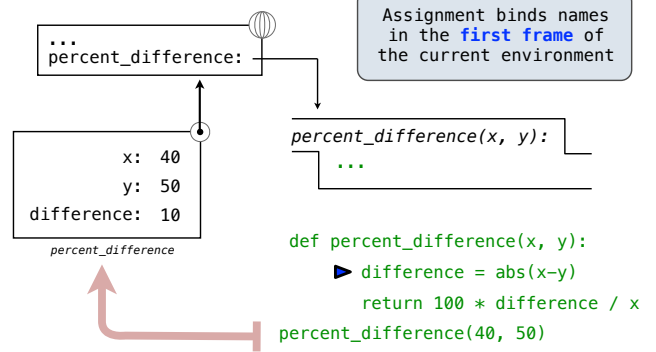 Assignment binds names
in the first frame of
the current environment
...
percent_difference:
percent_difference(x, y):
...
x: 40
y: 50
difference: 10
percent_difference
def percent_difference(x, y):
difference = abs(x-y)
return 100 * difference / x
percent_difference(40, 50)